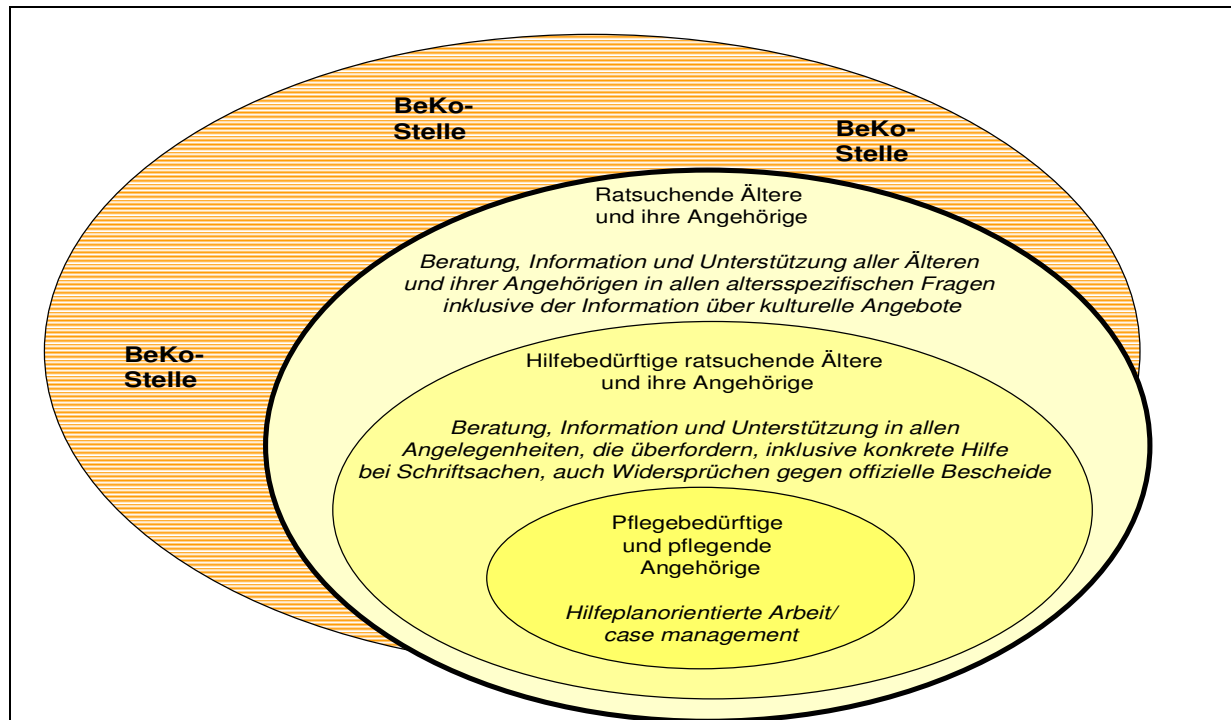 BeKo-
Stelle
BeKo-
Stelle
Ratsuchende Ältere
und ihre Angehörige
Beratung, Information und Unterstützung aller Älteren
und ihrer Angehörigen in allen altersspezifischen Fragen
inklusive der Information über kulturelle Angebote
BeKo-
Stelle
Hilfebedürftige ratsuchende Ältere
und ihre Angehörige
Beratung, Information und Unterstützung in allen
Angelegenheiten, die überfordern, inklusive konkrete Hilfe
bei Schriftsachen, auch Widersprüchen gegen offizielle Bescheide
Pflegebedürftige
und pflegende
Angehörige
Hilfeplanorientierte Arbeit/
case management